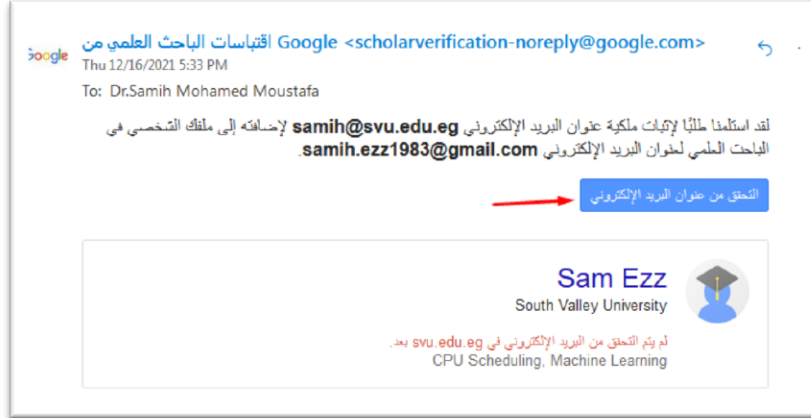 Google اقتباسات الباحث العلمي من <scholarverification-noreply@google.com>
Google
Thu 12/16/2021 5:33 PM
To: Dr.Samih Mohamed Moustafa
لقد استلمنا طلبًا لإثبات ملكية عنوان البريد الإلكتروني samih@svu.edu.eg لإضافته إلى ملفك الشخصي في
الباحث العلمي لعنوان البريد الإلكتروني samih.ezz1983@gmail.com.
التحقق من عنوان البريد الإلكتروني
Sam Ezz
South Valley University
لم يتم التحقق من البريد الإلكتروني في svu.edu.eg بعد.
CPU Scheduling, Machine Learning